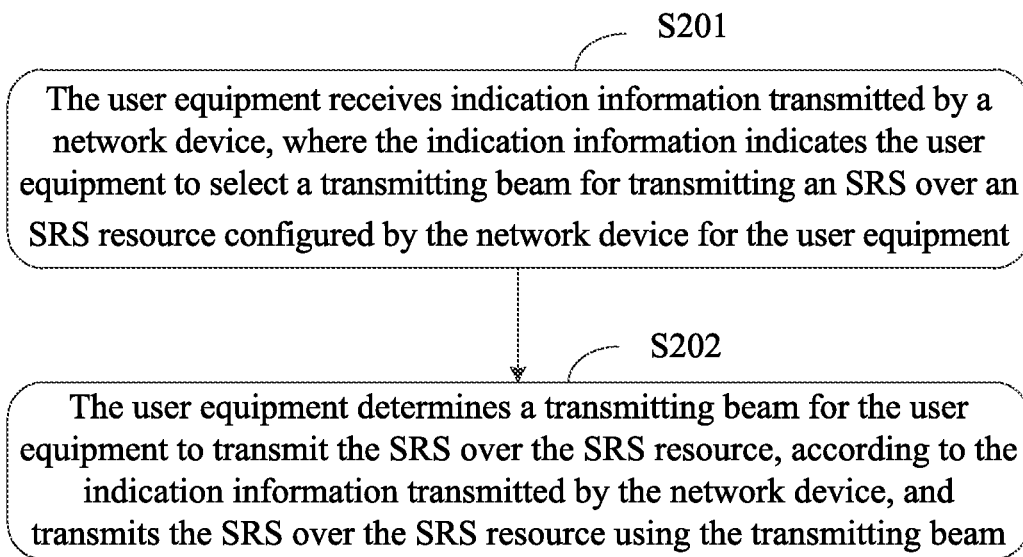 S201
The user equipment receives indication information transmitted by a
network device, where the indication information indicates the user
equipment to select a transmitting beam for transmitting an SRS over an
SRS resource configured by the network device for the user equipment
S202
The user equipment determines a transmitting beam for the user
equipment to transmit the SRS over the SRS resource, according to the
indication information transmitted by the network device, and
transmits the SRS over the SRS resource using the transmitting beam